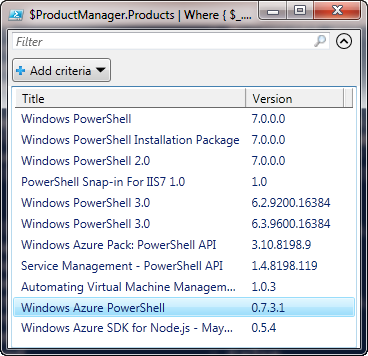 $ProductManager.Products | Where { $_....
Filter
Add criteria
Title Version
Windows PowerShell 7.0.0.0
Windows PowerShell Installation Package 7.0.0.0
Windows PowerShell 2.0 7.0.0.0
PowerShell Snap-in For IIS7 1.0 1.0
Windows PowerShell 3.0 6.2.9200.16384
Windows PowerShell 3.0 6.3.9600.16384
Windows Azure Pack: PowerShell API 3.10.8198.9
Service Management - PowerShell API 1.4.8198.119
Automating Virtual Machine Managem... 1.0.3
Windows Azure PowerShell 0.7.3.1
Windows Azure SDK for Node.js - May... 0.5.4